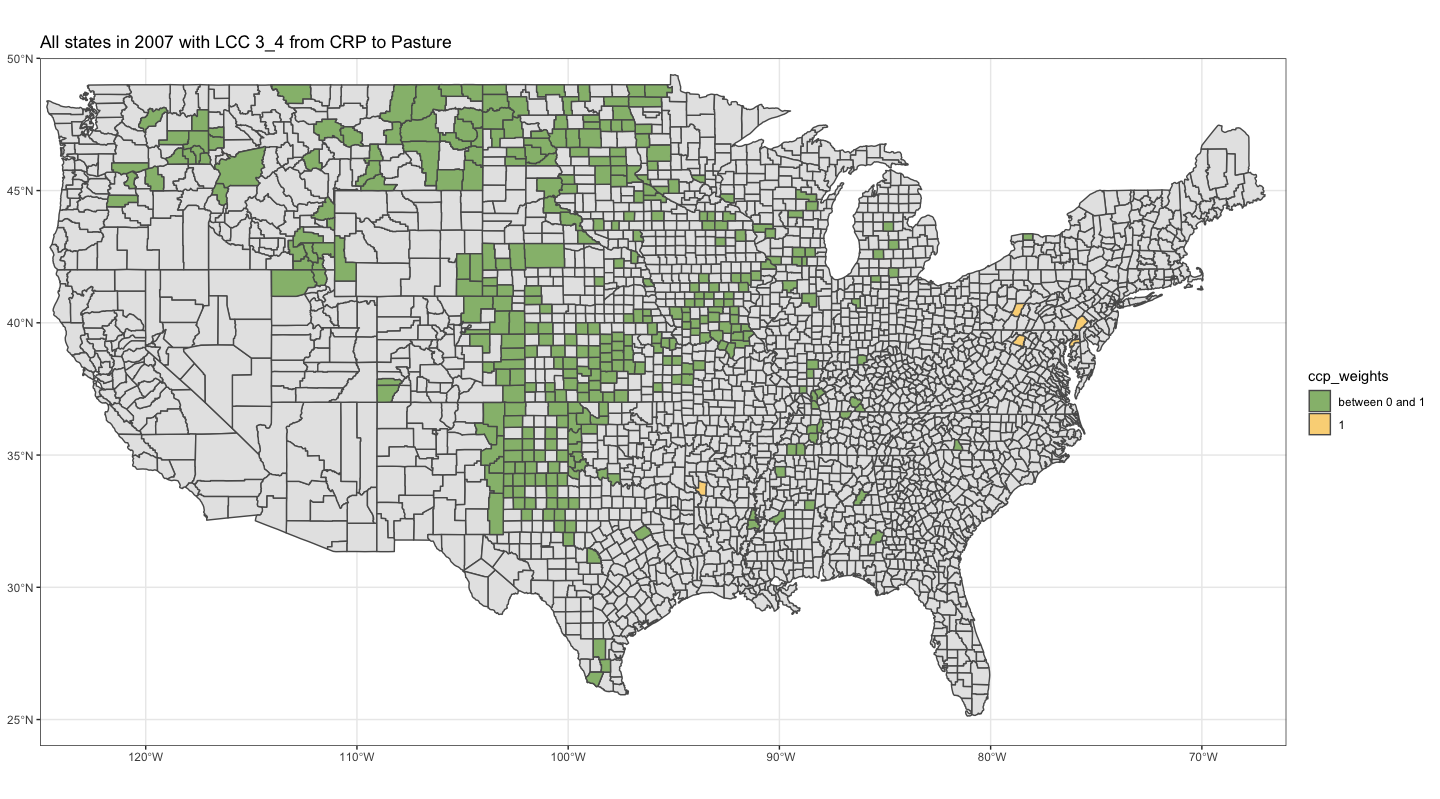 All states in 2007 with LCC 3_4 from CRP to Pasture
50°N
45°N
40°N
35°N
30°N
25°N
120°W
110°W
100°W
90°W
80°W
70°W
ccp_weights
between 0 and 1
1